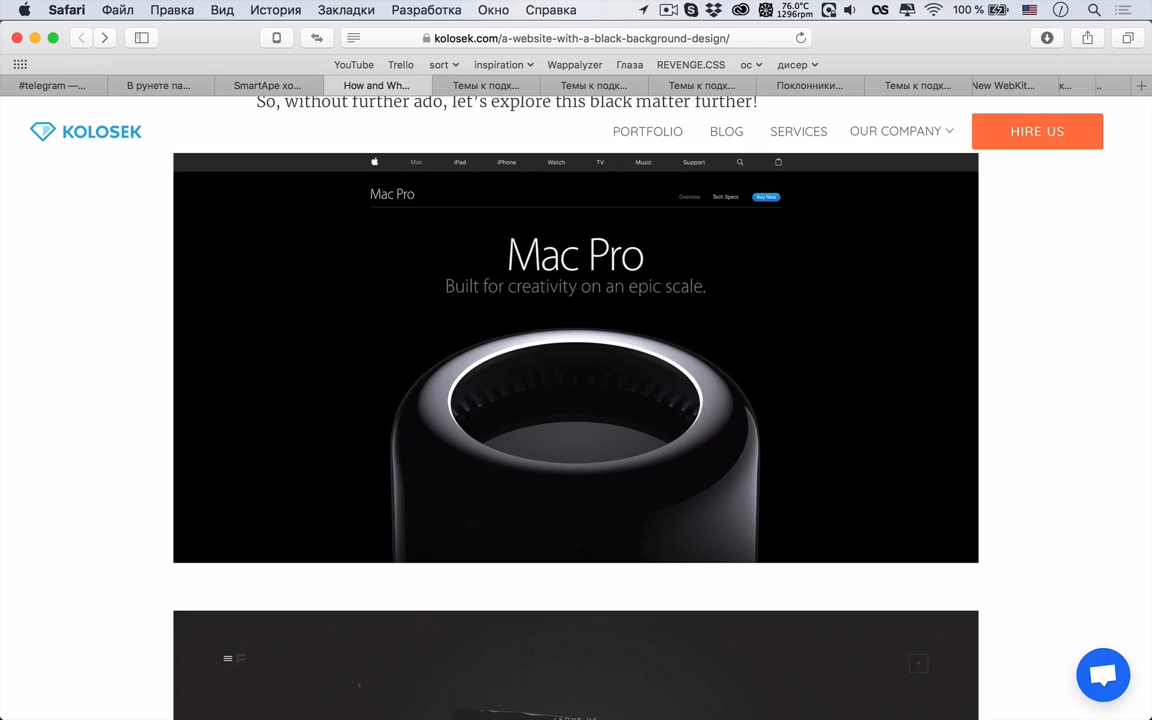 Safari Файл Правка Вид История Закладки Разработка Окно Справка 76.0°C 1296rpm 100 %
kolosek.com/a-website-with-a-black-background-design/
YouTube Trello sort inspiration Wappalyzer Глаза REVENGE.CSS ос дисер
#telegram —... В рунете па... SmartApe хо... How and Wh... Темы к подк... Темы к подк... Темы к подк... Поклонники... Темы к подк... New WebKit... к... ..
So, without further ado, let's explore this black matter further!
KOLOSEK PORTFOLIO BLOG SERVICES OUR COMPANY HIRE US
Mac iPad iPhone Watch TV Music Support
Mac Pro Overview Tech Specs Buy Now
Mac Pro
Built for creativity on an epic scale.